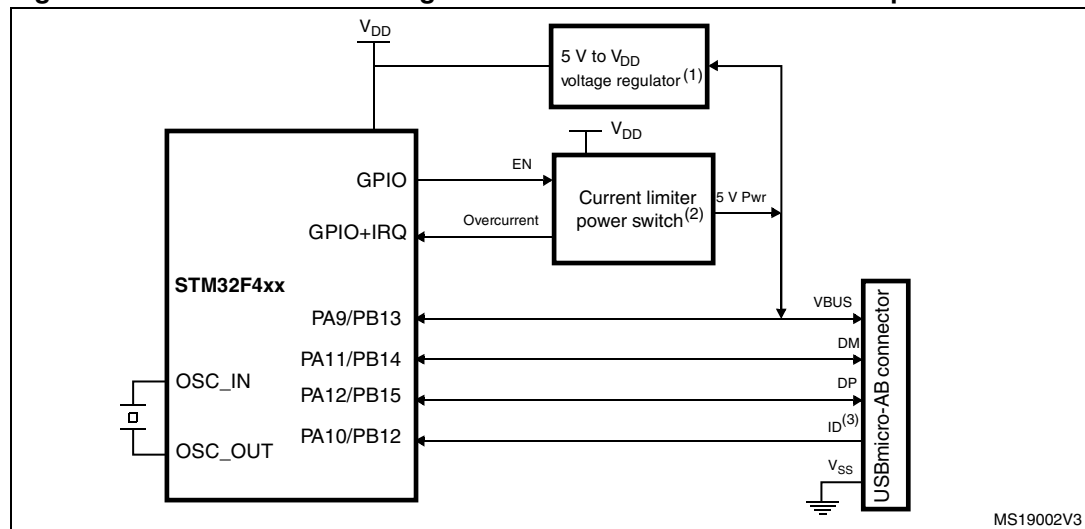 VDD
5 V to VDD
voltage regulator(1)
VDD
GPIO
EN
Current limiter
power switch(2)
5 V Pwr
GPIO+IRQ
Overcurrent
STM32F4xx
PA9/PB13
VBUS
PA11/PB14
DM
OSC_IN
PA12/PB15
DP
PA10/PB12
ID(3)
OSC_OUT
VSS
USBmicro-AB connector
MS19002V3